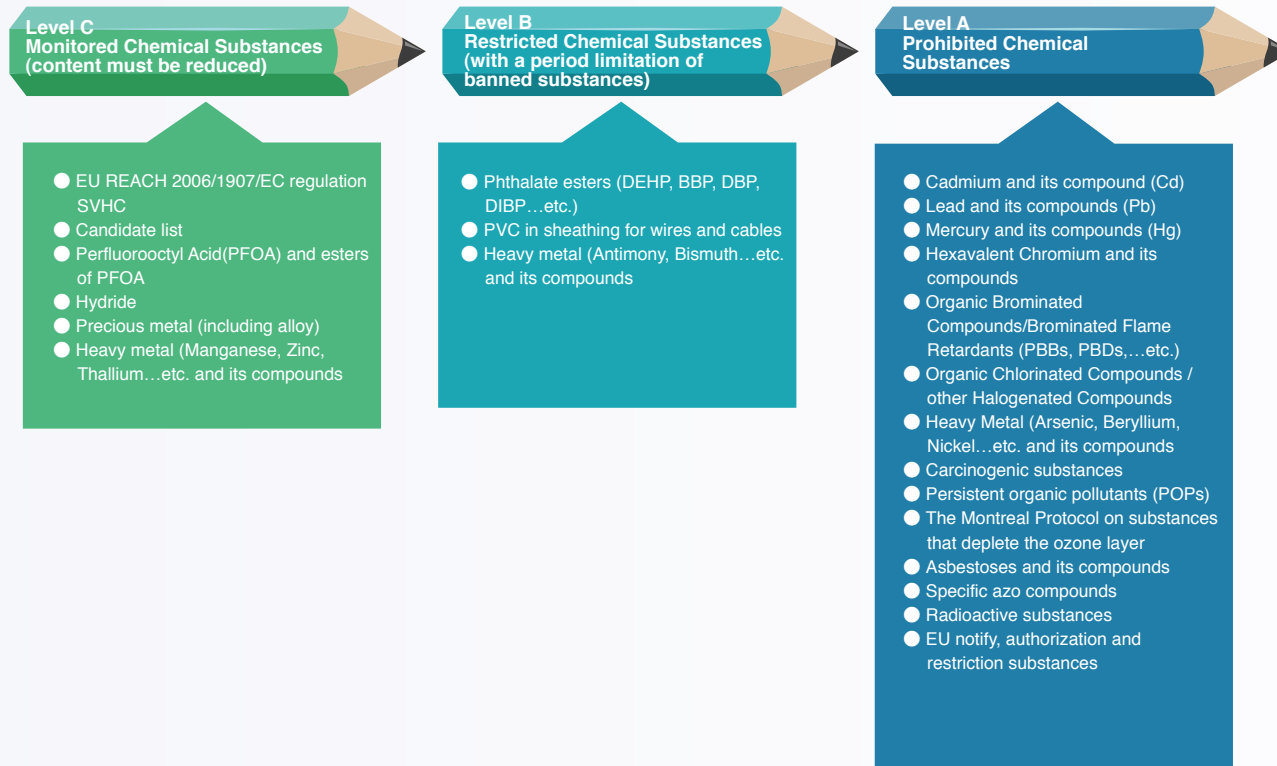 Level C
Monitored Chemical Substances
(content must be reduced)
● EU REACH 2006/1907/EC regulation
SVHC
● Candidate list
● Perfluorooctyl Acid(PFOA) and esters
of PFOA
● Hydride
● Precious metal (including alloy)
● Heavy metal (Manganese, Zinc,
Thallium…etc. and its compounds
Level B
Restricted Chemical Substances
(with a period limitation of
banned substances)
● Phthalate esters (DEHP, BBP, DBP,
DIBP…etc.)
● PVC in sheathing for wires and cables
● Heavy metal (Antimony, Bismuth…etc.
and its compounds
Level A
Prohibited Chemical
Substances
● Cadmium and its compound (Cd)
● Lead and its compounds (Pb)
● Mercury and its compounds (Hg)
● Hexavalent Chromium and its
compounds
● Organic Brominated
Compounds/Brominated Flame
Retardants (PBBs, PBDs,…etc.)
● Organic Chlorinated Compounds /
other Halogenated Compounds
● Heavy Metal (Arsenic, Beryllium,
Nickel…etc. and its compounds
● Carcinogenic substances
● Persistent organic pollutants (POPs)
● The Montreal Protocol on substances
that deplete the ozone layer
● Asbestoses and its compounds
● Specific azo compounds
● Radioactive substances
● EU notify, authorization and
restriction substances